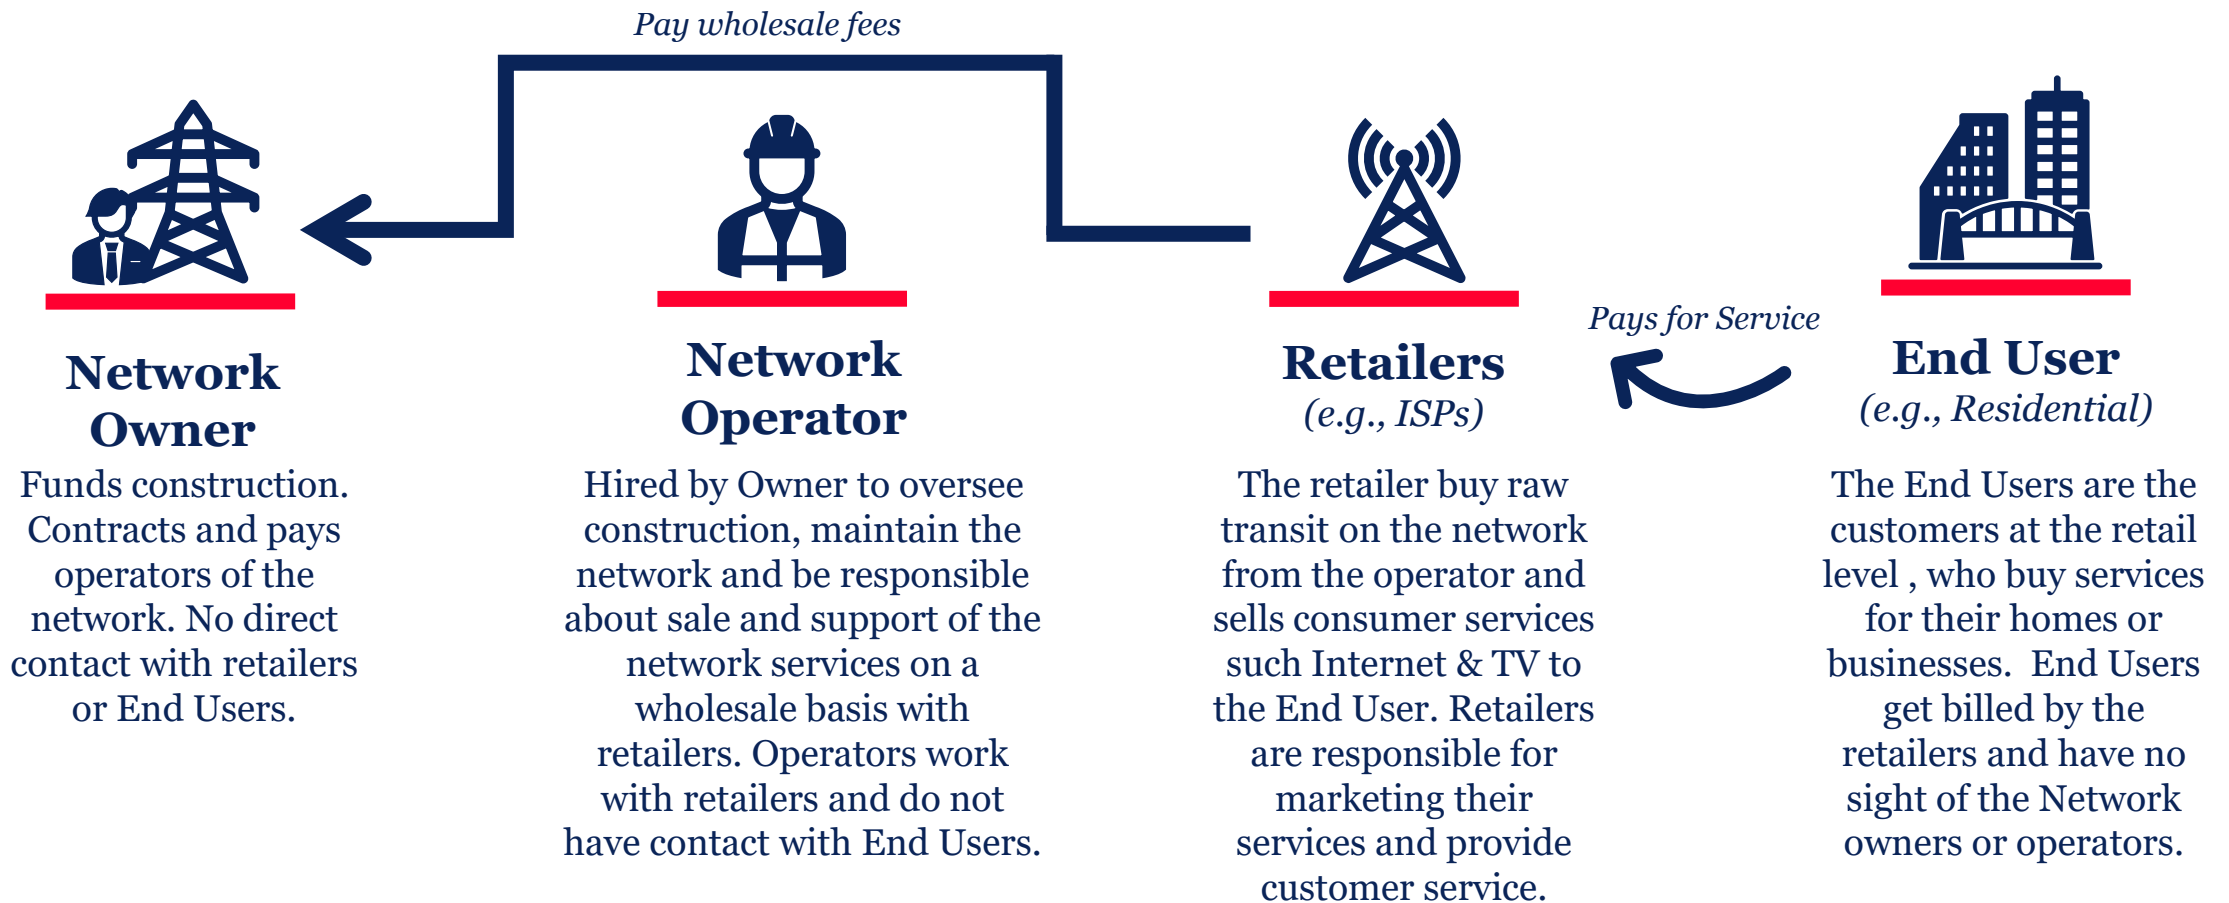 Pay wholesale fees
Network
Owner
Funds construction.
Contracts and pays
operators of the
network. No direct
contact with retailers
or End Users.
Network
Operator
Hired by Owner to oversee
construction, maintain the
network and be responsible
about sale and support of the
network services on a
wholesale basis with
retailers. Operators work
with retailers and do not
have contact with End Users.
Retailers
(e.g., ISPs)
The retailer buy raw
transit on the network
from the operator and
sells consumer services
such Internet & TV to
the End User. Retailers
are responsible for
marketing their
services and provide
customer service.
Pays for Service
End User
(e.g., Residential)
The End Users are the
customers at the retail
level , who buy services
for their homes or
businesses.  End Users
get billed by the
retailers and have no
sight of the Network
owners or operators.